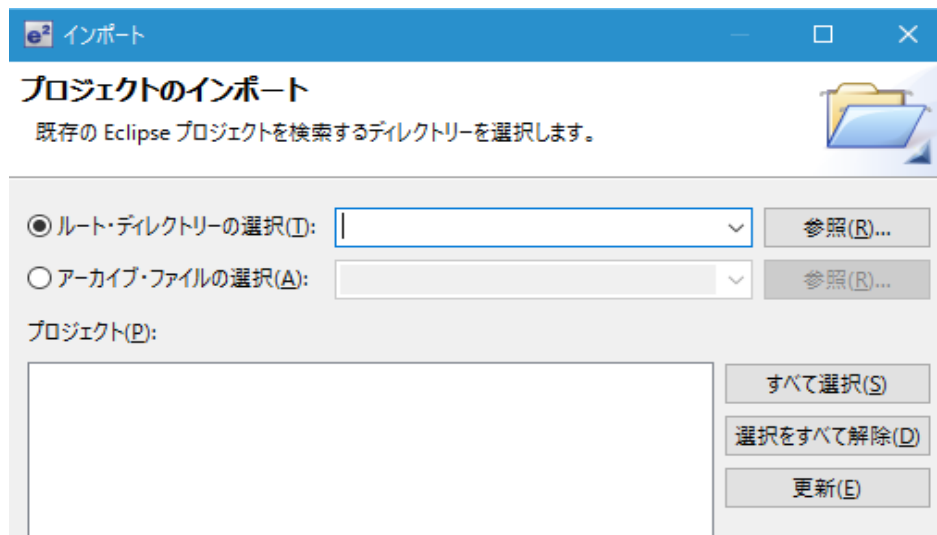 e² インポート
プロジェクトのインポート
既存の Eclipse プロジェクトを検索するディレクトリーを選択します。
ルート・ディレクトリーの選択(T): 参照(R)...
アーカイブ・ファイルの選択(A): 参照(R)...
プロジェクト(P):
すべて選択(S)
選択をすべて解除(D)
更新(E)